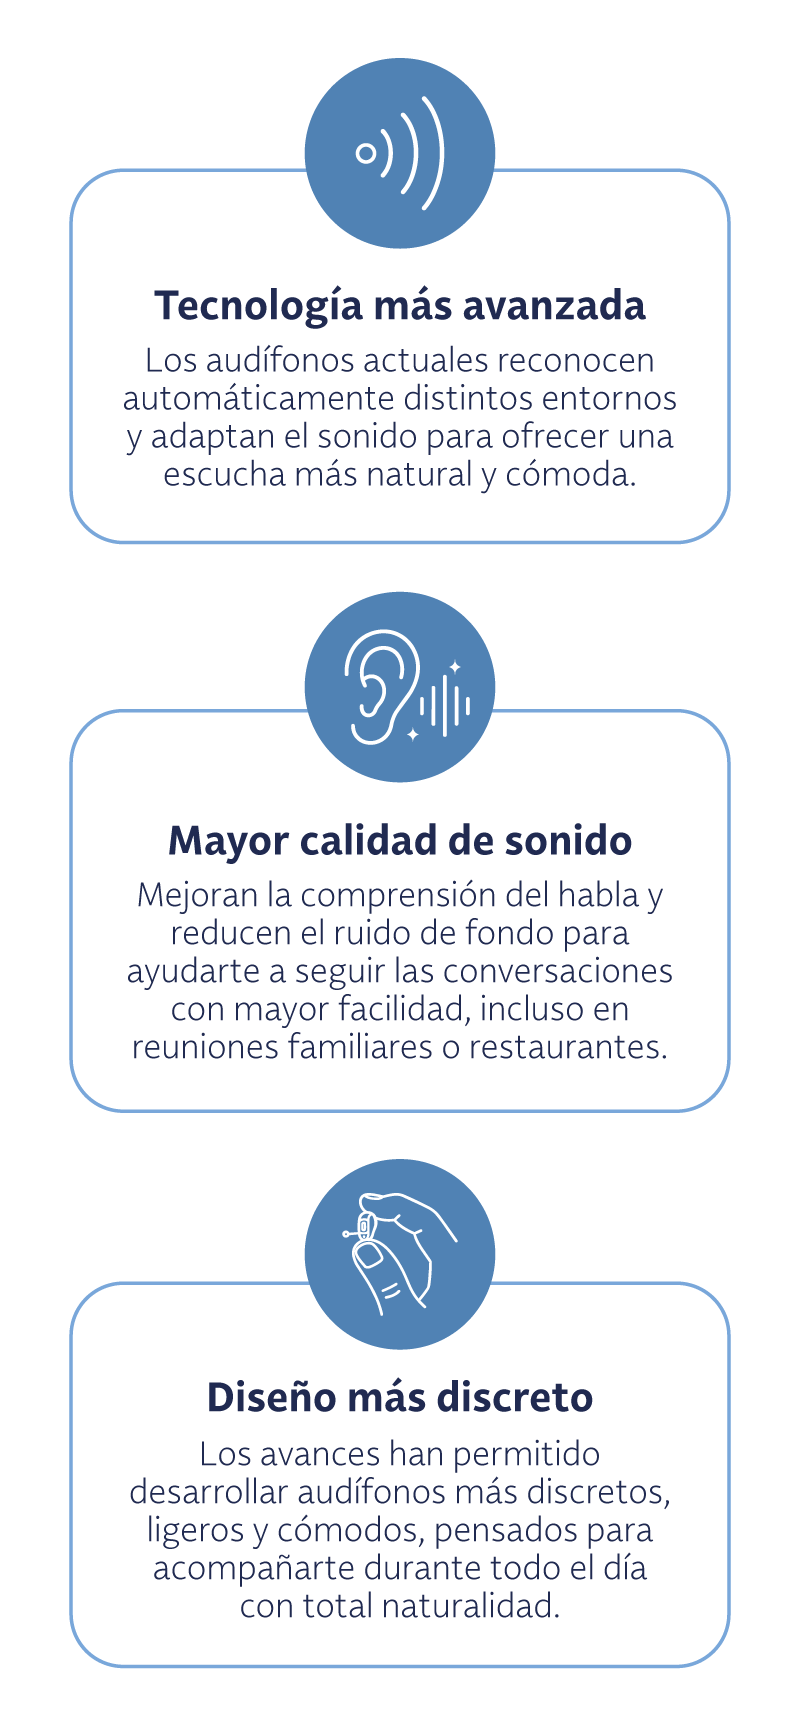 Tecnología más avanzada
Los audífonos actuales reconocen
automáticamente distintos entornos
y adaptan el sonido para ofrecer una
escucha más natural y cómoda.
Mayor calidad de sonido
Mejoran la comprensión del habla y
reducen el ruido de fondo para
ayudarte a seguir las conversaciones
con mayor facilidad, incluso en
reuniones familiares o restaurantes.
Diseño más discreto
Los avances han permitido
desarrollar audífonos más discretos,
ligeros y cómodos, pensados para
acompañarte durante todo el día
con total naturalidad.